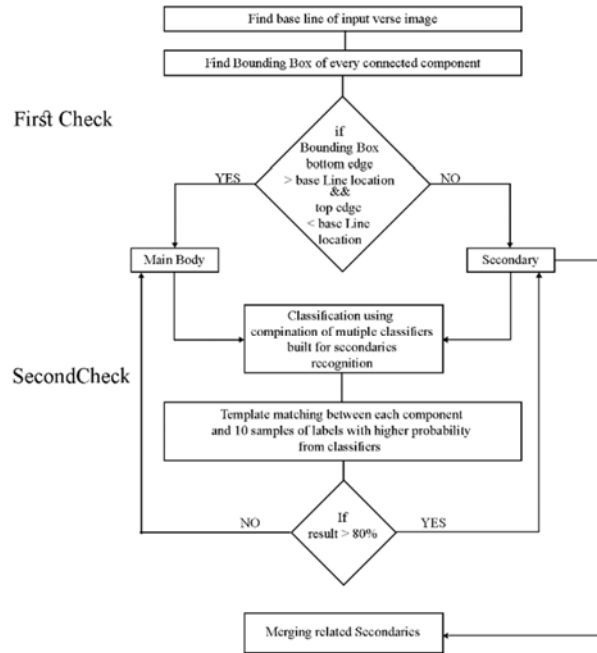 Find base line of input verse image
Find Bounding Box of every connected component
First Check
if
Bounding Box
bottom edge
> base Line location
&&
top edge
< base Line
location
YES
NO
Main Body
Secondary
Classification using
compination of mutiple classifiers
built for secondaries
recognition
SecondCheck
Template matching between each component
and 10 samples of labels with higher probability
from classifiers
If
result > 80%
NO
YES
Merging related Secondaries